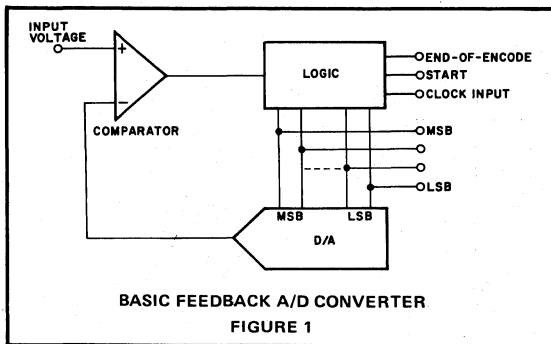 INPUT
VOLTAGE
+
−
COMPARATOR
LOGIC
END-OF-ENCODE
START
CLOCK INPUT
MSB
LSB
MSB LSB
D/A
BASIC FEEDBACK A/D CONVERTER
FIGURE 1